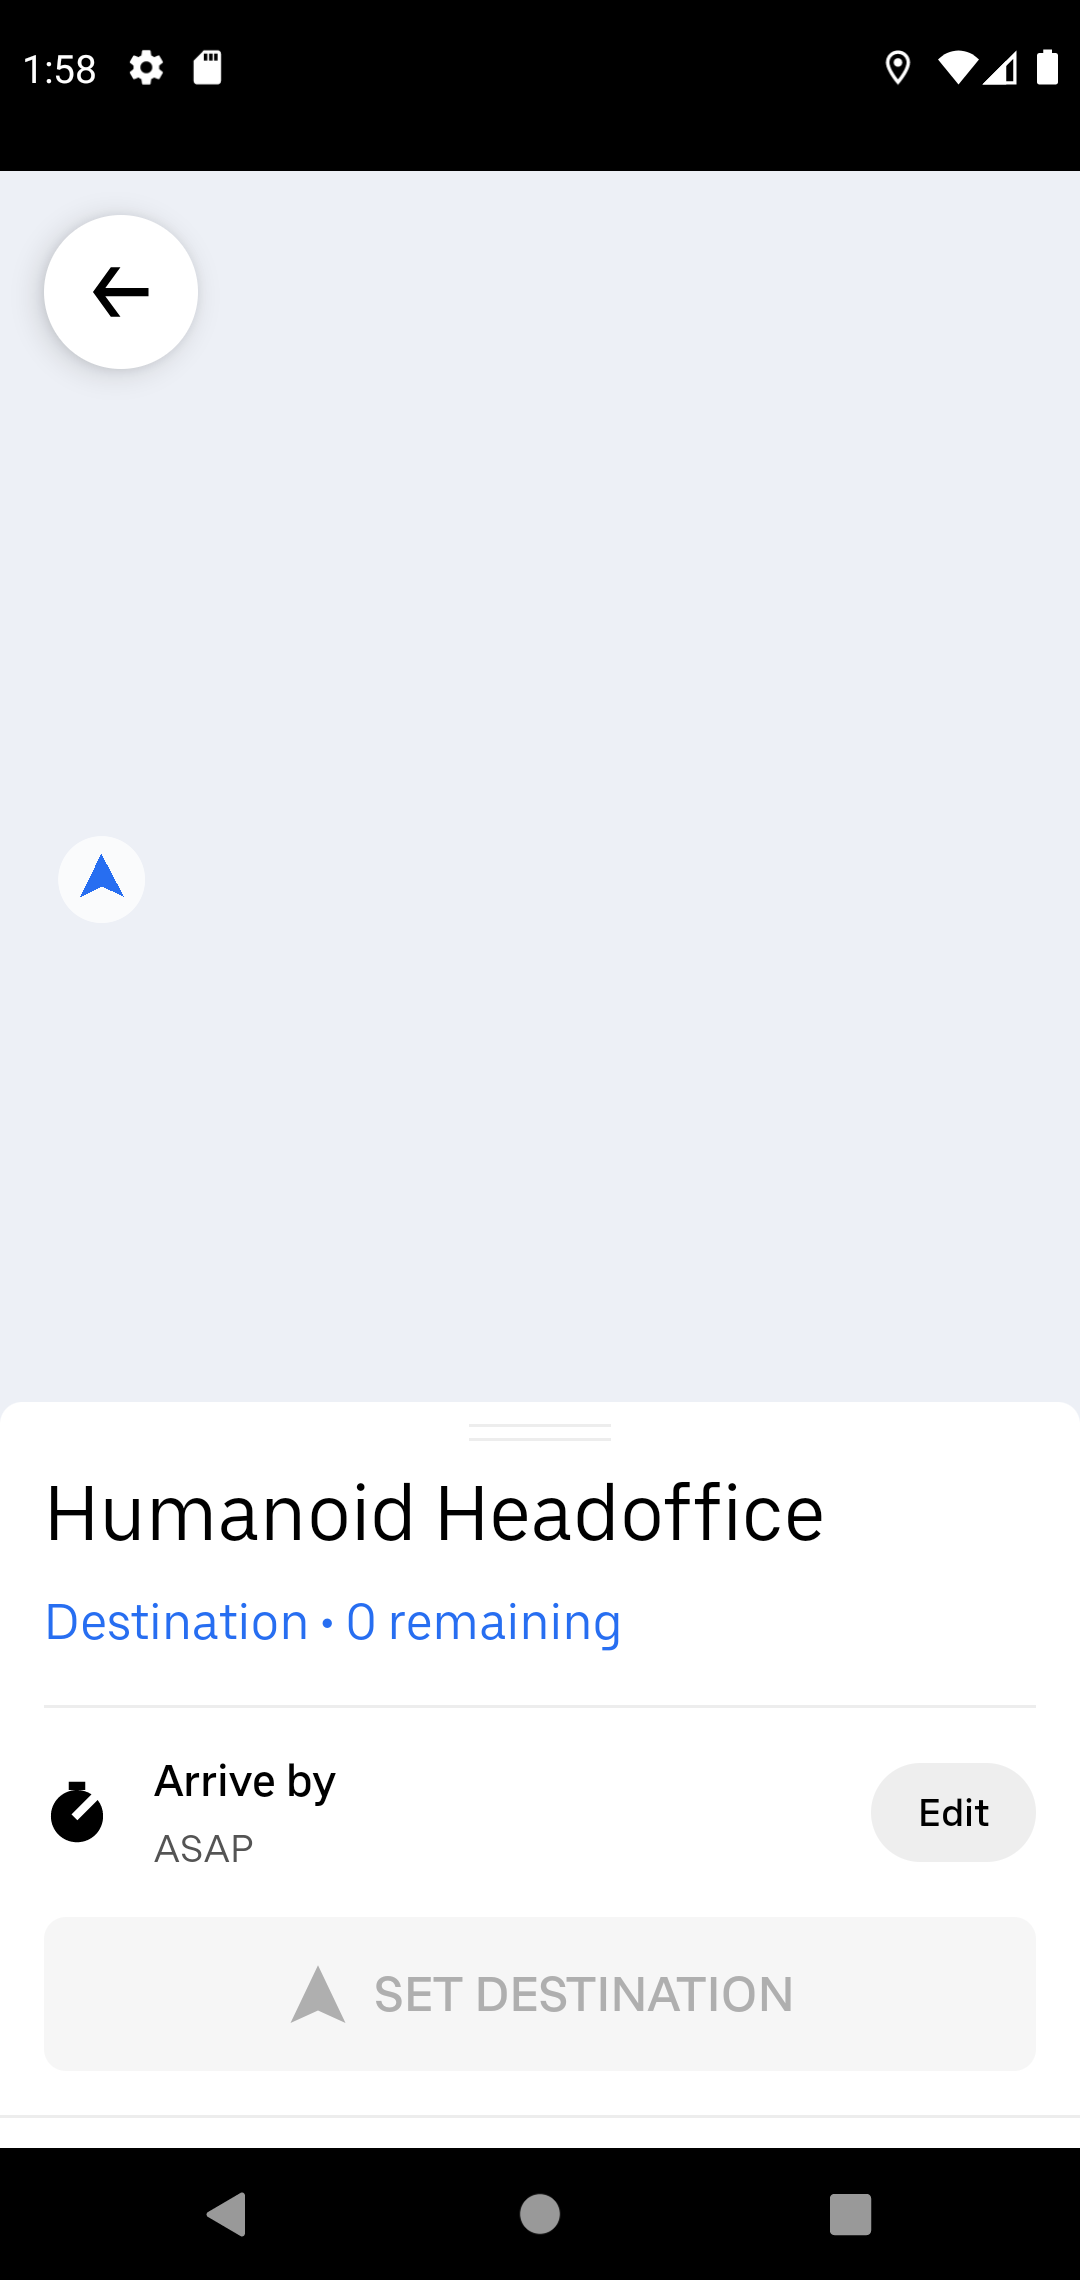 1:58
Humanoid Headoffice
Destination • 0 remaining
Arrive by
ASAP
Edit
SET DESTINATION